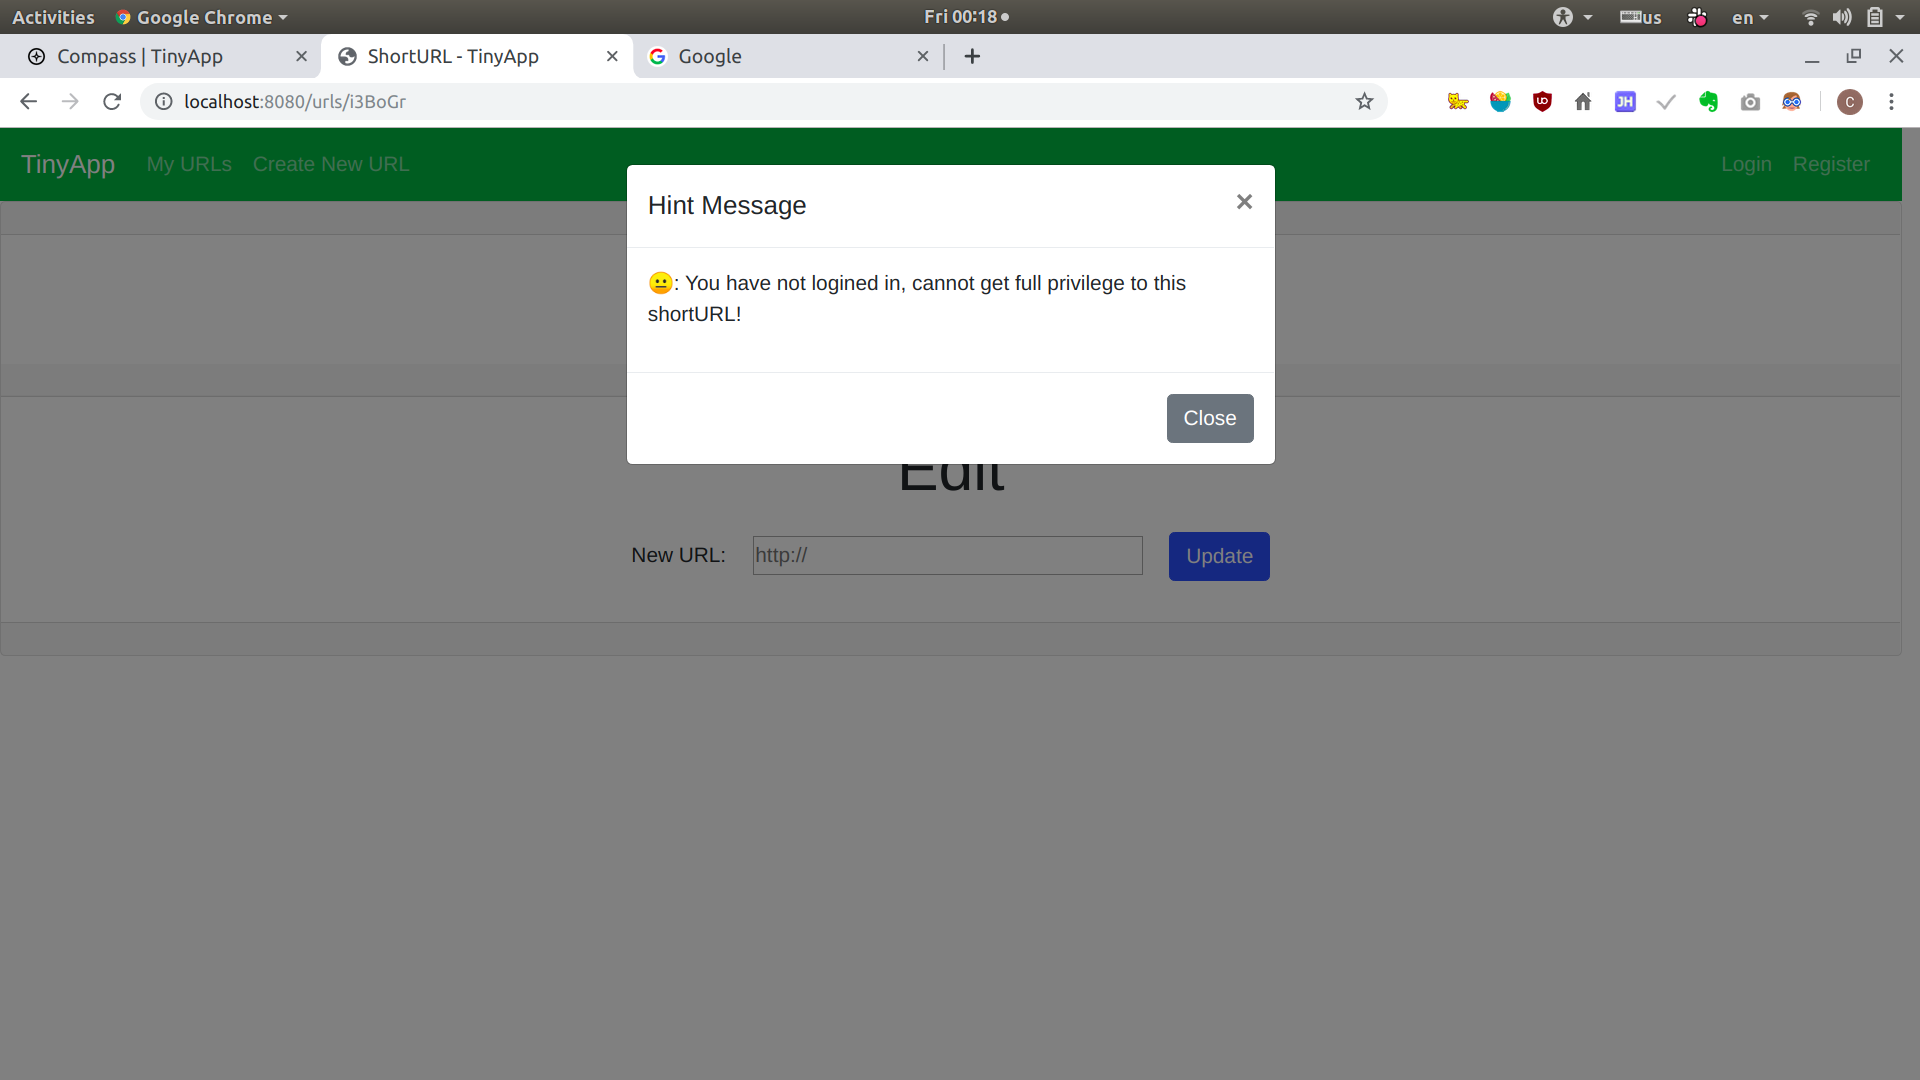 Activities Google Chrome Fri 00:18 us en
Compass | TinyApp ShortURL - TinyApp Google
localhost:8080/urls/i3BoGr UO JH C
TinyApp My URLs Create New URL Login Register
Hint Message ×
😐: You have not logined in, cannot get full privilege to this
shortURL!
Close
Edit
New URL: http:// Update